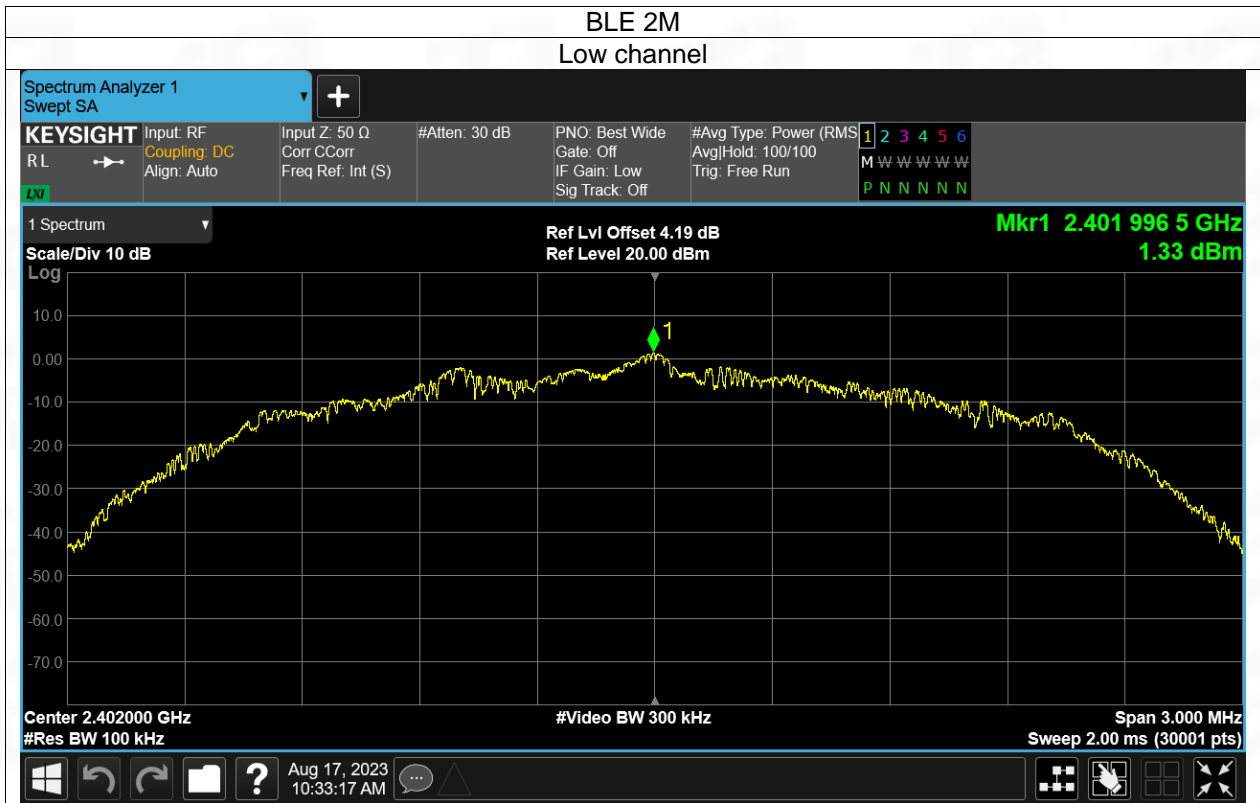 BLE 2M
Low channel
Spectrum Analyzer 1
Swept SA
KEYSIGHT
RL
LXI
Input: RF
Coupling: DC
Align: Auto
Input Z: 50 Ω
Corr CCorr
Freq Ref: Int (S)
#Atten: 30 dB
PNO: Best Wide
Gate: Off
IF Gain: Low
Sig Track: Off
#Avg Type: Power (RMS
Avg|Hold: 100/100
Trig: Free Run
1 2 3 4 5 6
M W W W W W
P N N N N N
1 Spectrum
Scale/Div 10 dB
Ref Lvl Offset 4.19 dB
Ref Level 20.00 dBm
Mkr1 2.401 996 5 GHz
1.33 dBm
Log
10.0
0.00
-10.0
-20.0
-30.0
-40.0
-50.0
-60.0
-70.0
1
Center 2.402000 GHz
#Res BW 100 kHz
#Video BW 300 kHz
Span 3.000 MHz
Sweep 2.00 ms (30001 pts)
?
Aug 17, 2023
10:33:17 AM